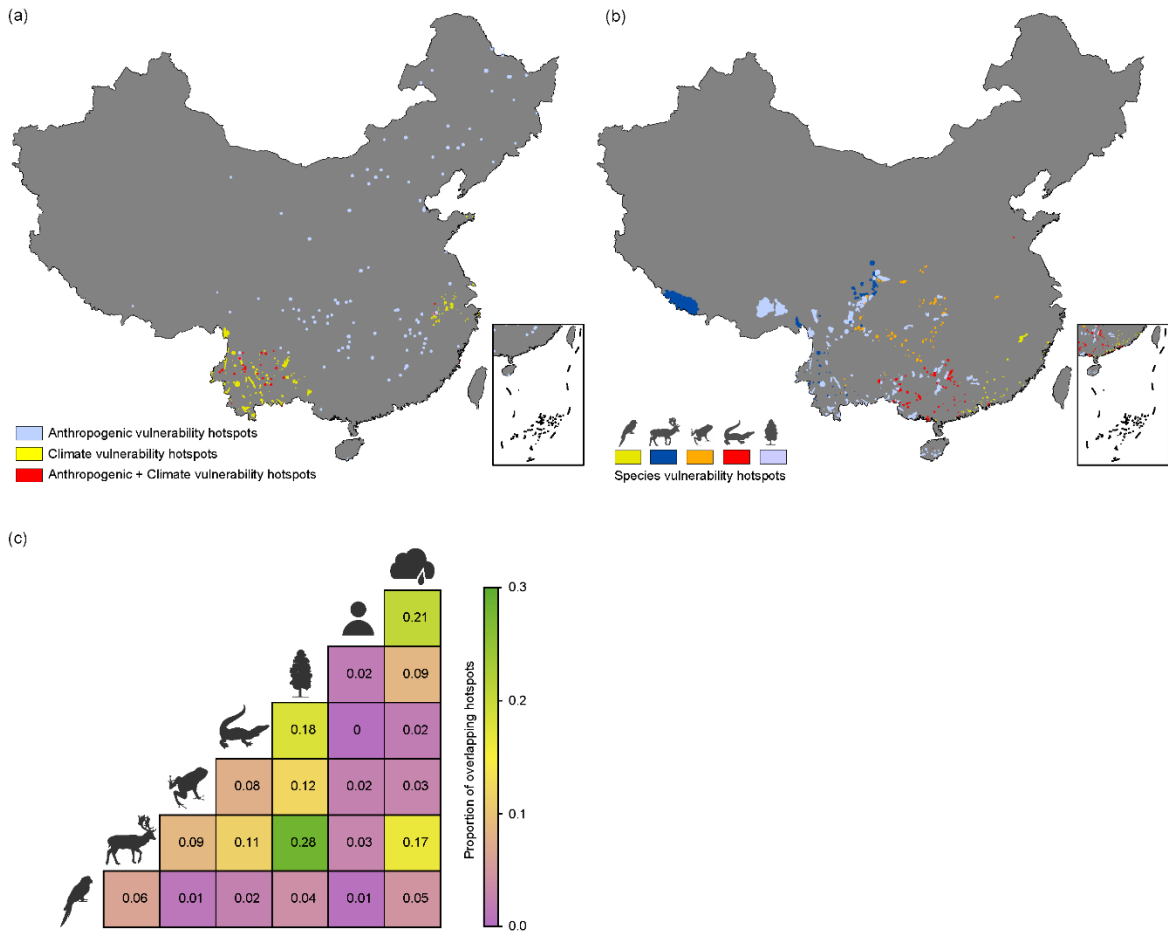 (a)
Anthropogenic vulnerability hotspots
Climate vulnerability hotspots
Anthropogenic + Climate vulnerability hotspots
(b)
Species vulnerability hotspots
(c)
0.21
0.02 0.09
0.18 0 0.02
0.08 0.12 0.02 0.03
0.09 0.11 0.28 0.03 0.17
0.06 0.01 0.02 0.04 0.01 0.05
Proportion of overlapping hotspots
0.3
0.2
0.1
0.0